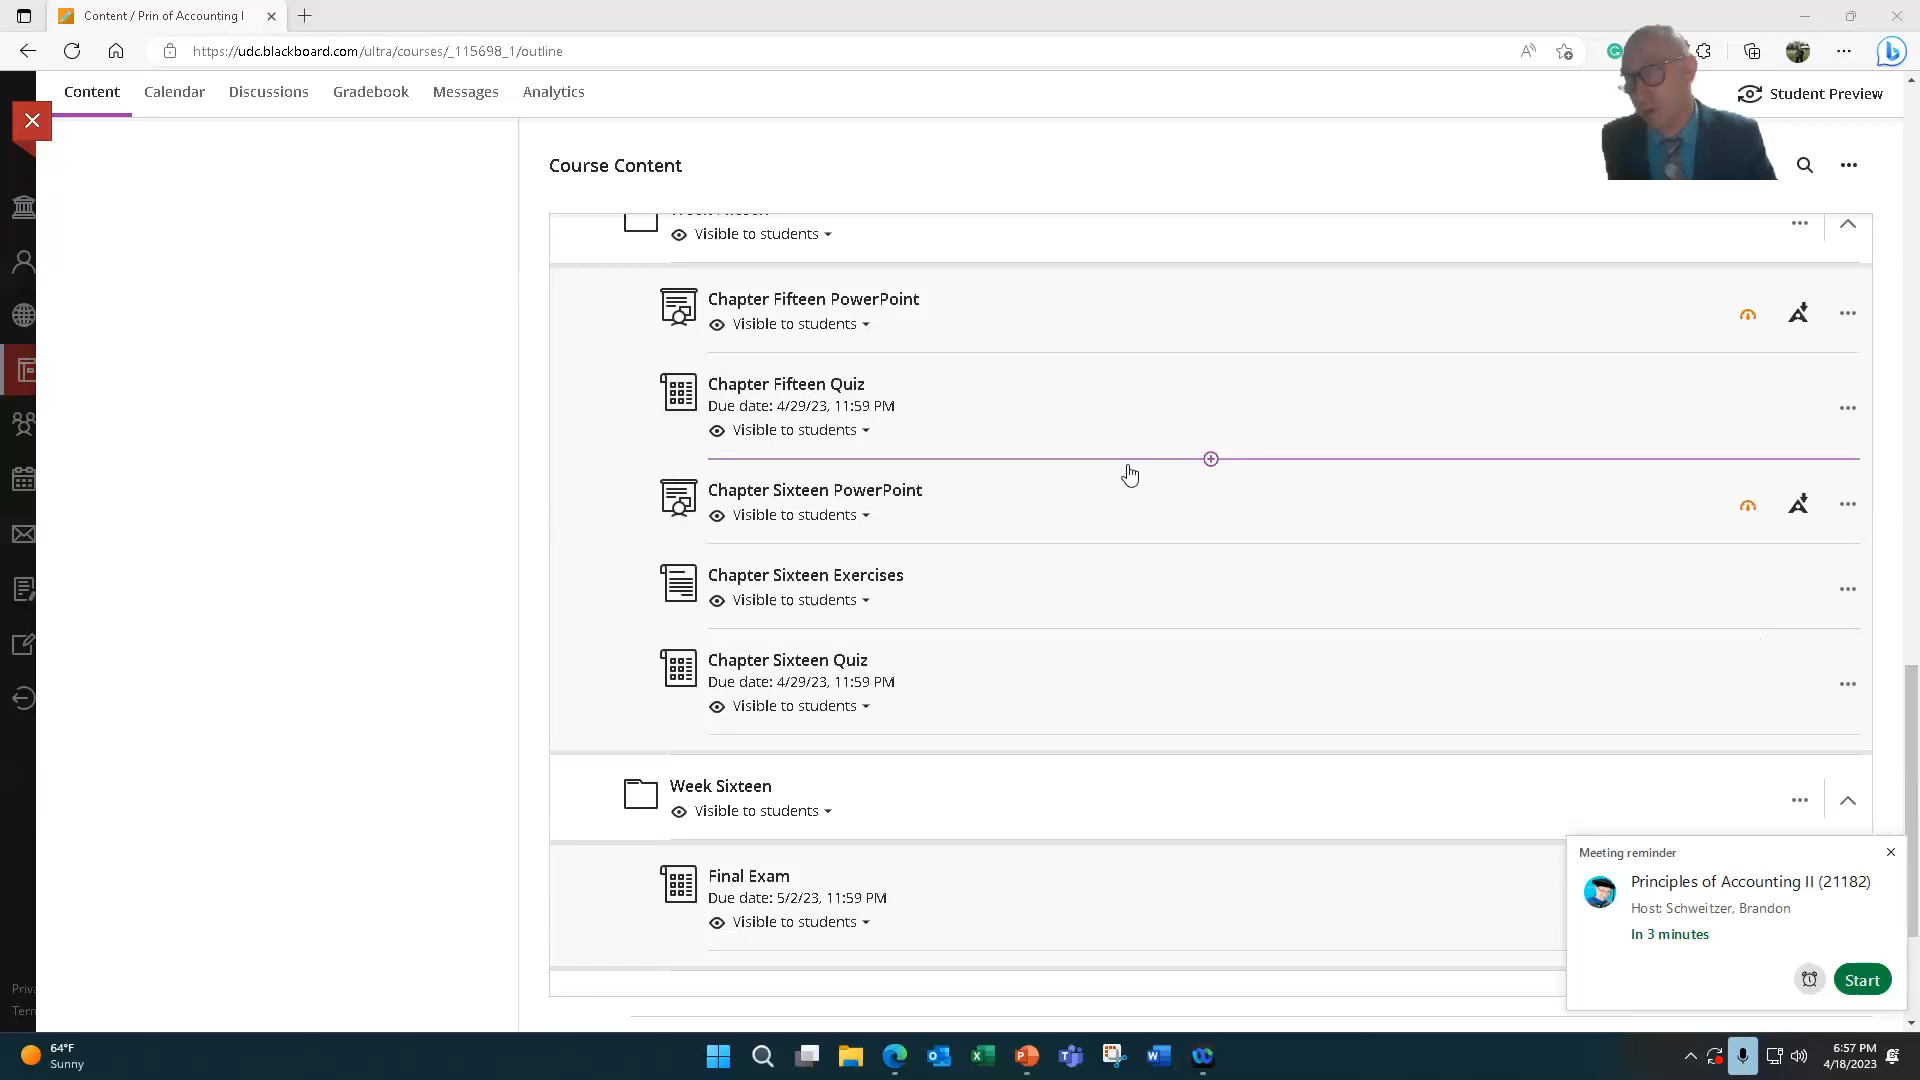 Content / Prin of Accounting I
https://udc.blackboard.com/ultra/courses/_115698_1/outline
Content
Calendar
Discussions
Gradebook
Messages
Analytics
Student Preview
Course Content
Visible to students
Chapter Fifteen PowerPoint
Visible to students
Chapter Fifteen Quiz
Due date: 4/29/23, 11:59 PM
Visible to students
Chapter Sixteen PowerPoint
Visible to students
Chapter Sixteen Exercises
Visible to students
Chapter Sixteen Quiz
Due date: 4/29/23, 11:59 PM
Visible to students
Week Sixteen
Visible to students
Final Exam
Due date: 5/2/23, 11:59 PM
Visible to students
Meeting reminder
Principles of Accounting II (21182)
Host: Schweitzer, Brandon
In 3 minutes
Start
Priva
Term
64°F
Sunny
6:57 PM
4/18/2023